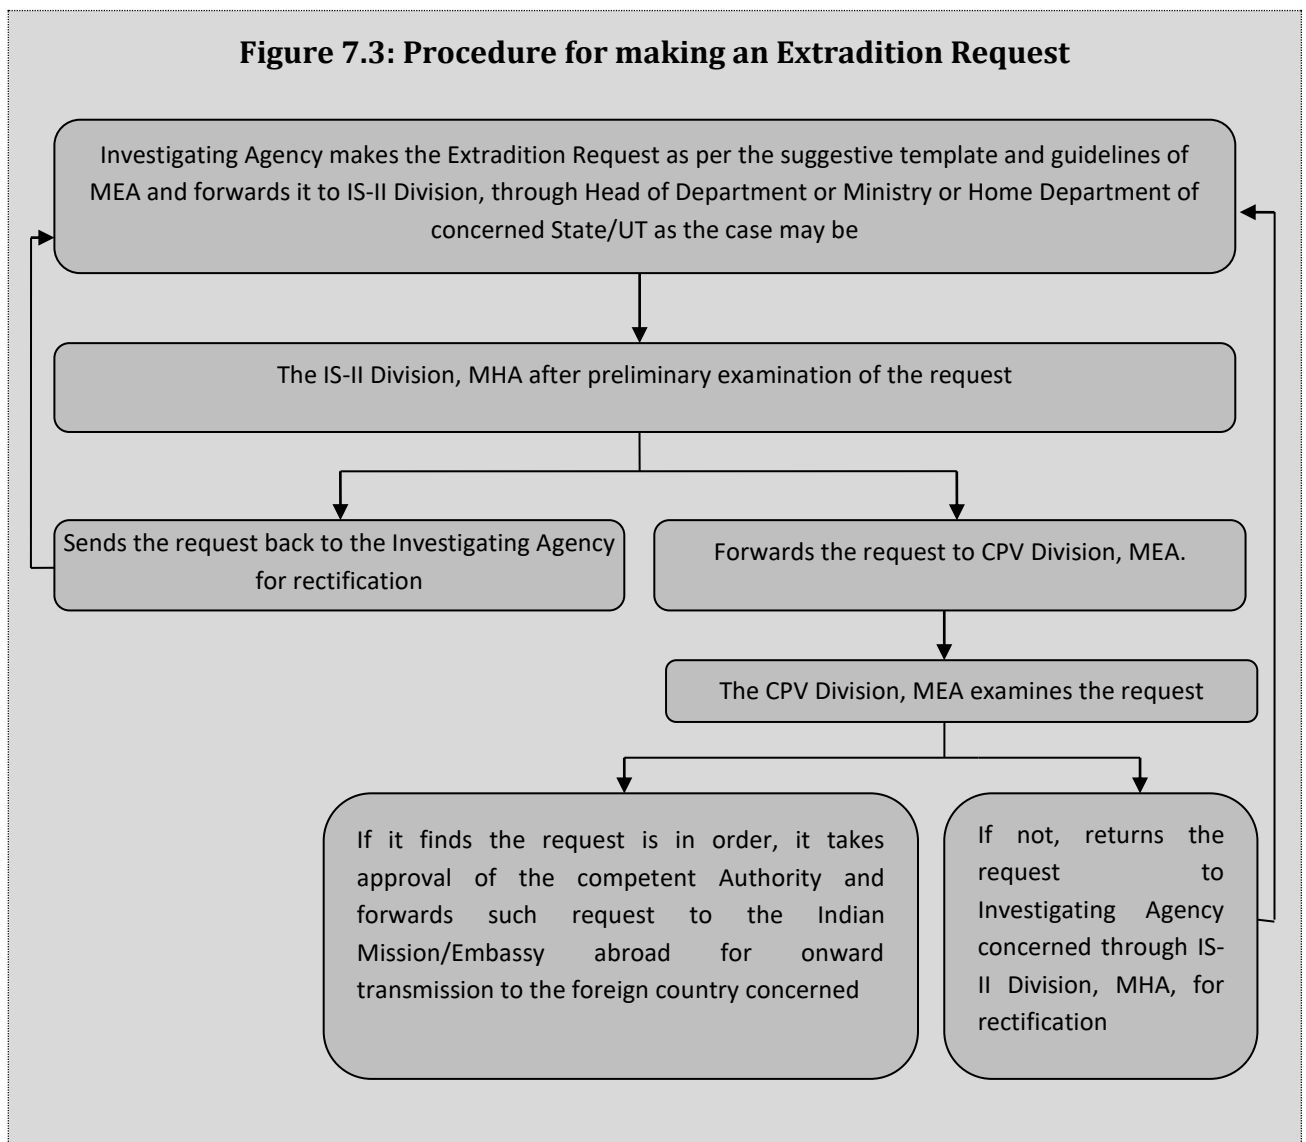 Figure 7.3: Procedure for making an Extradition Request
Investigating Agency makes the Extradition Request as per the suggestive template and guidelines of
MEA and forwards it to IS-II Division, through Head of Department or Ministry or Home Department of
concerned State/UT as the case may be
The IS-II Division, MHA after preliminary examination of the request
Sends the request back to the Investigating Agency
for rectification
Forwards the request to CPV Division, MEA.
The CPV Division, MEA examines the request
If it finds the request is in order, it takes
approval of the competent Authority and
forwards such request to the Indian
Mission/Embassy abroad for onward
transmission to the foreign country concerned
If not, returns the
request to
Investigating Agency
concerned through IS-
II Division, MHA, for
rectification